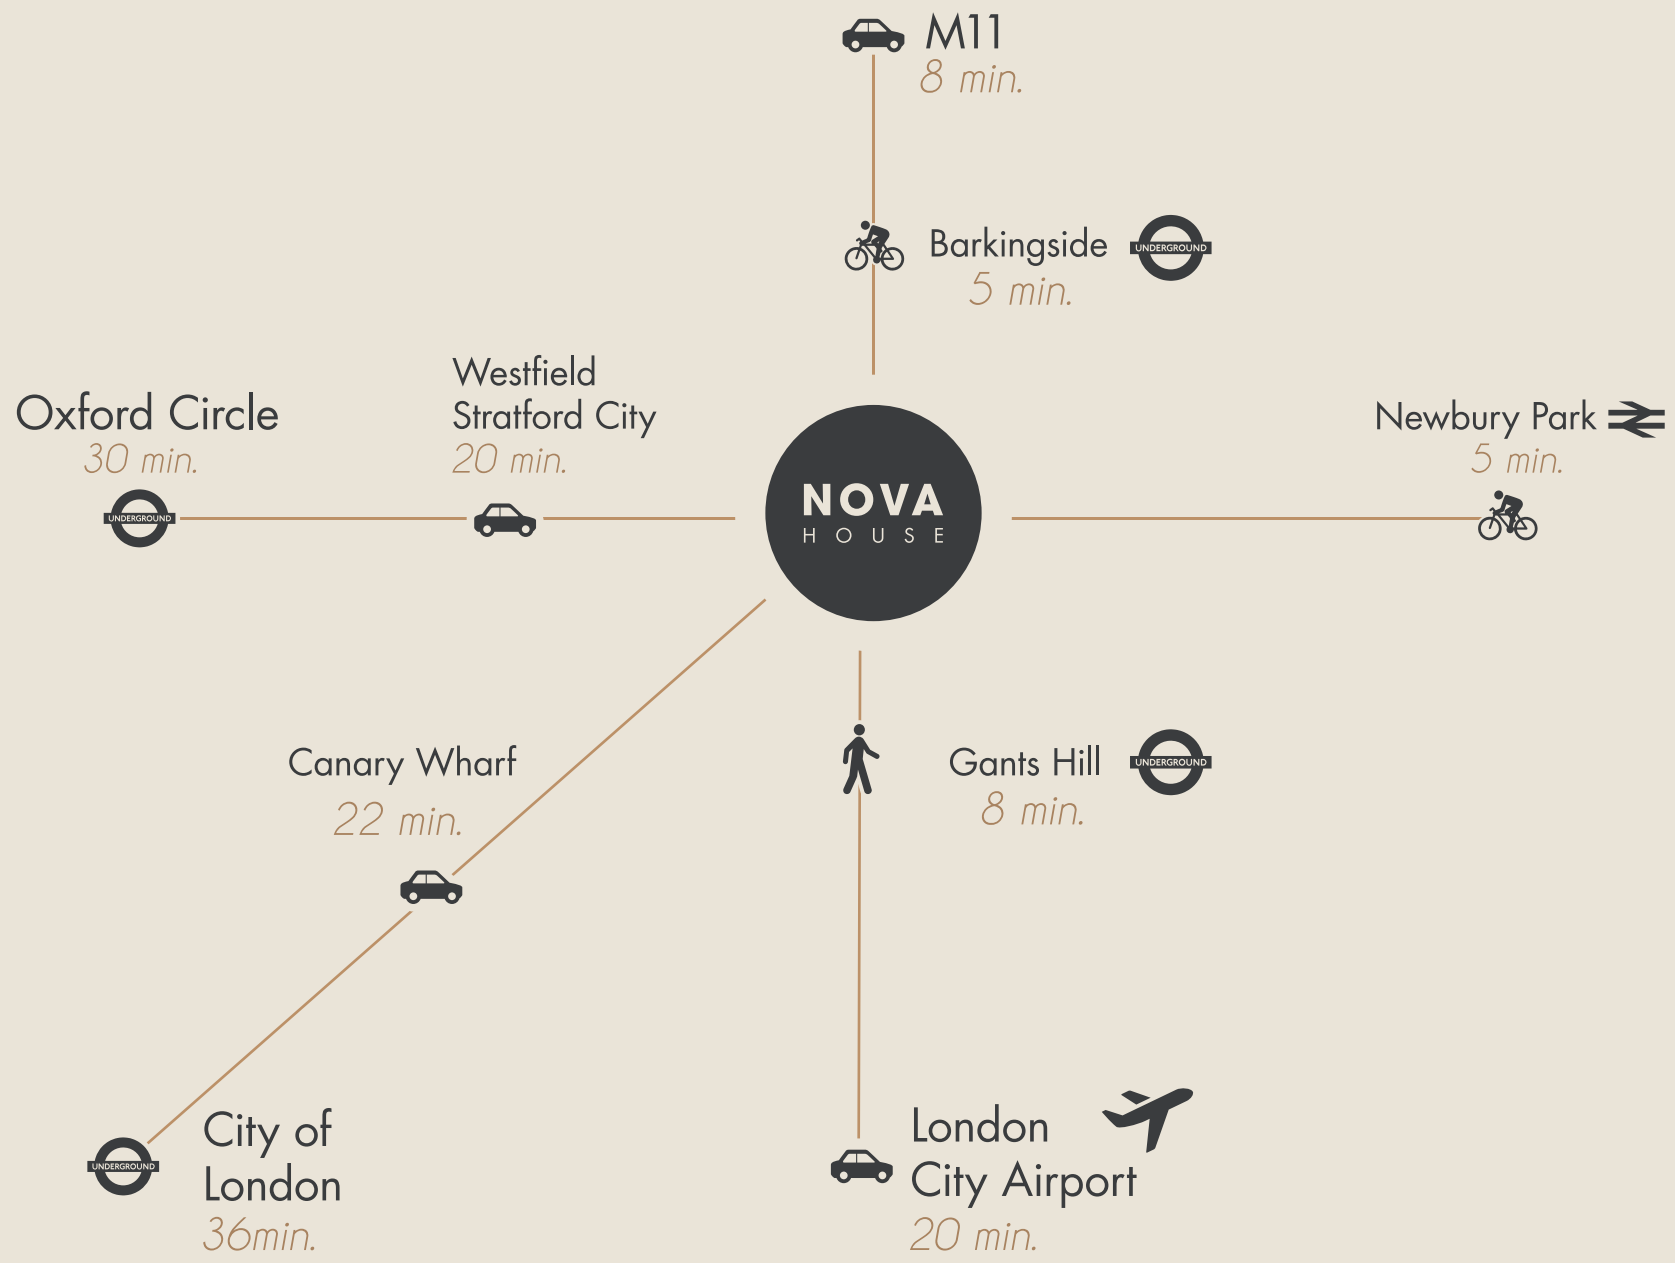 M11
8 min.
Barkingside
UNDERGROUND
5 min.
Westfield
Stratford City
20 min.
Oxford Circle
30 min.
UNDERGROUND
Newbury Park
5 min.
NOVA
HOUSE
Canary Wharf
22 min.
Gants Hill
UNDERGROUND
8 min.
City of
London
36min.
UNDERGROUND
London
City Airport
20 min.